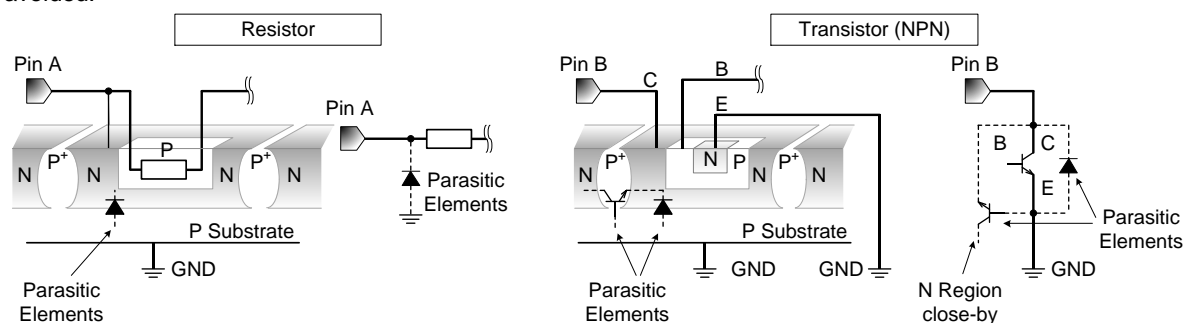 Resistor
Pin A
N
P+
N
P
P+
N
Parasitic
Elements
P Substrate
GND
Pin A
Parasitic
Elements
Transistor (NPN)
Pin B
C
B
E
N
P+
N
N
P
P+
N
Parasitic
Elements
P Substrate
GND
GND
Pin B
B
C
E
Parasitic
Elements
GND
N Region
close-by